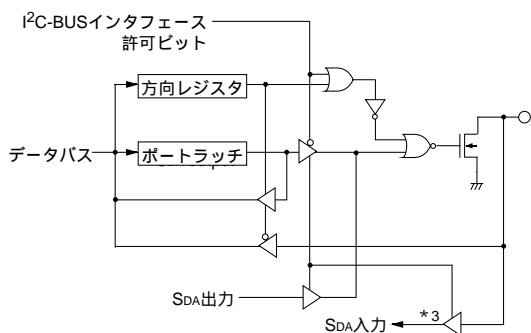 I²C-BUSインタフェース
許可ビット
方向レジスタ
データバス
ポートラッチ
SDA出力
SDA入力
*3